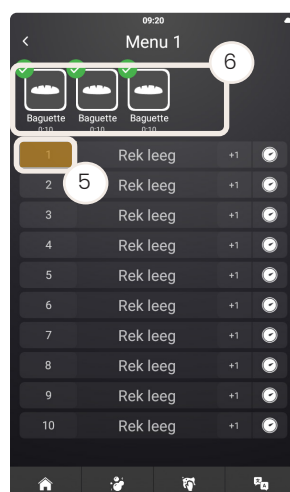 09:20
Menu 1
6
Baguette Baguette Baguette
0:10 0:10 0:10
1 Rek leeg +1
5
2 Rek leeg +1
3 Rek leeg +1
4 Rek leeg +1
5 Rek leeg +1
6 Rek leeg +1
7 Rek leeg +1
8 Rek leeg +1
9 Rek leeg +1
10 Rek leeg +1